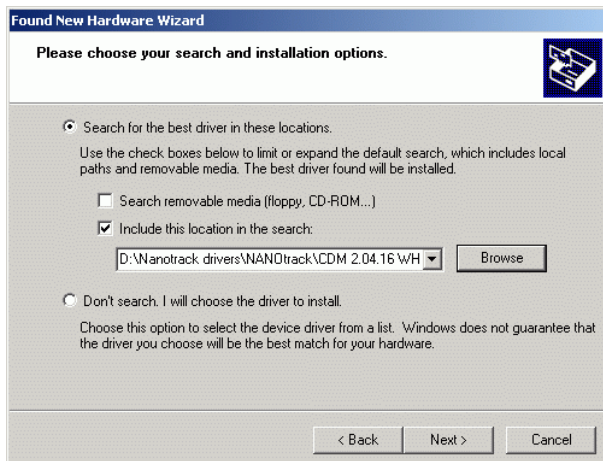 Found New Hardware Wizard
Please choose your search and installation options.
Search for the best driver in these locations.
Use the check boxes below to limit or expand the default search, which includes local
paths and removable media. The best driver found will be installed.
Search removable media (floppy, CD-ROM...)
Include this location in the search:
D:\Nanotrack drivers\NANOtrack\CDM 2.04.16 WH
Browse
Don't search. I will choose the driver to install.
Choose this option to select the device driver from a list. Windows does not guarantee that
the driver you choose will be the best match for your hardware.
< Back
Next >
Cancel